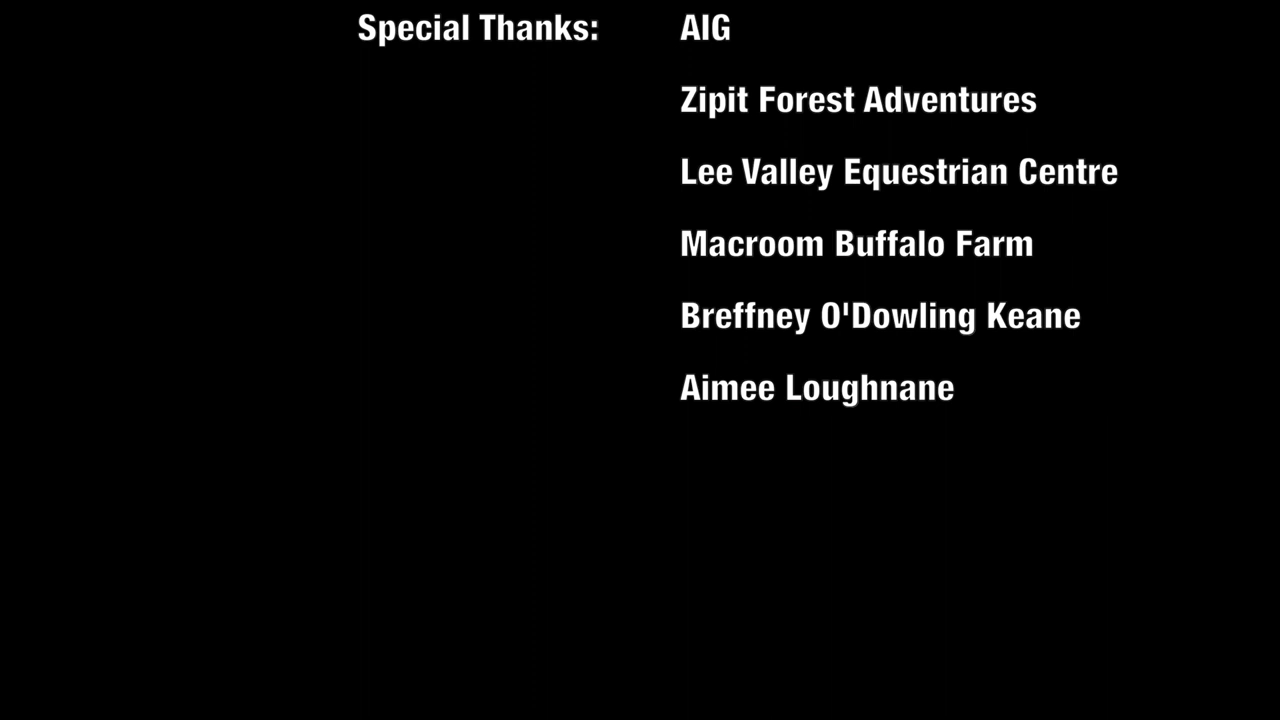 Special Thanks: AIG
Zipit Forest Adventures
Lee Valley Equestrian Centre
Macroom Buffalo Farm
Breffney O'Dowling Keane
Aimee Loughnane